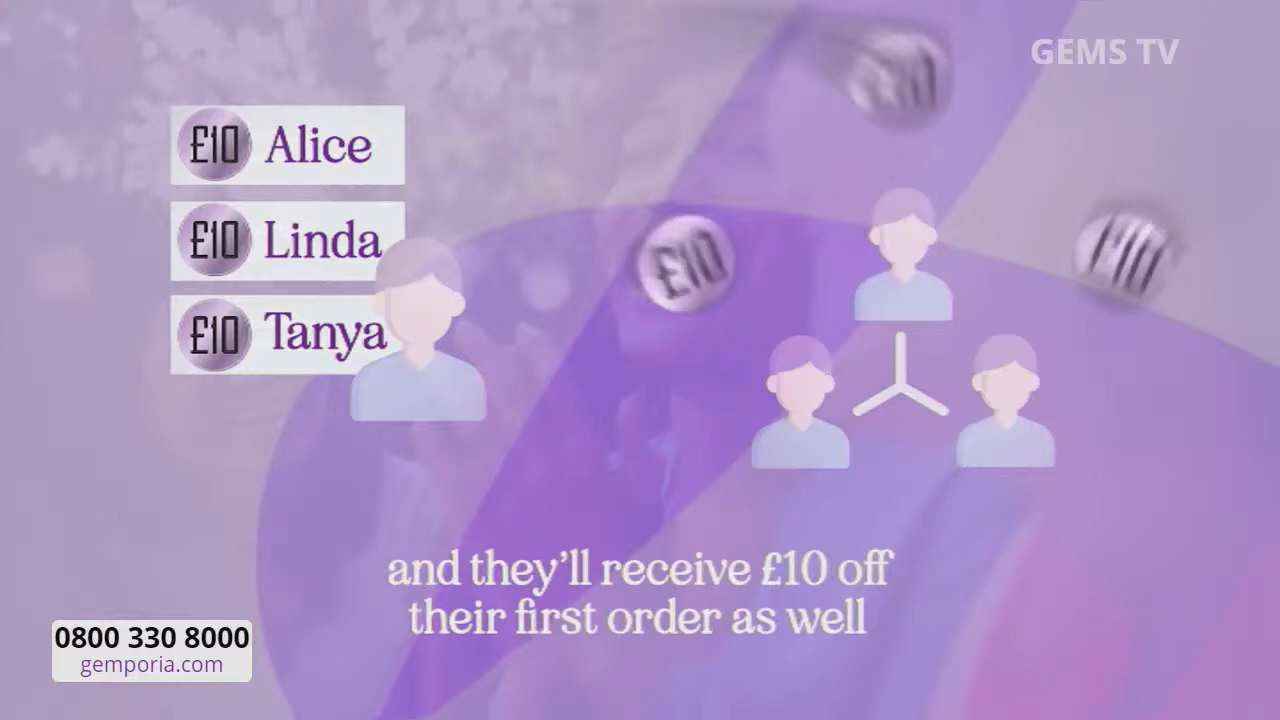 GEMS TV
£10 Alice
£10 Linda
£10 Tanya
£10
and they’ll receive £10 off
their first order as well
0800 330 8000
gemporia.com